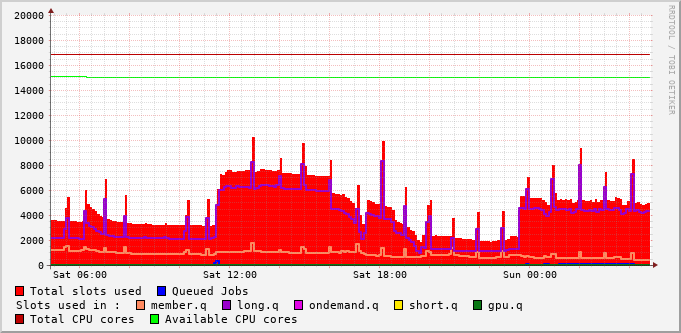 20000
18000
16000
14000
12000
10000
8000
6000
4000
2000
0
Sat 06:00 Sat 12:00 Sat 18:00 Sun 00:00
RRDTOOL / TOBI OETIKER
Total slots used Queued Jobs
Slots used in : member.q long.q ondemand.q short.q gpu.q
Total CPU cores Available CPU cores